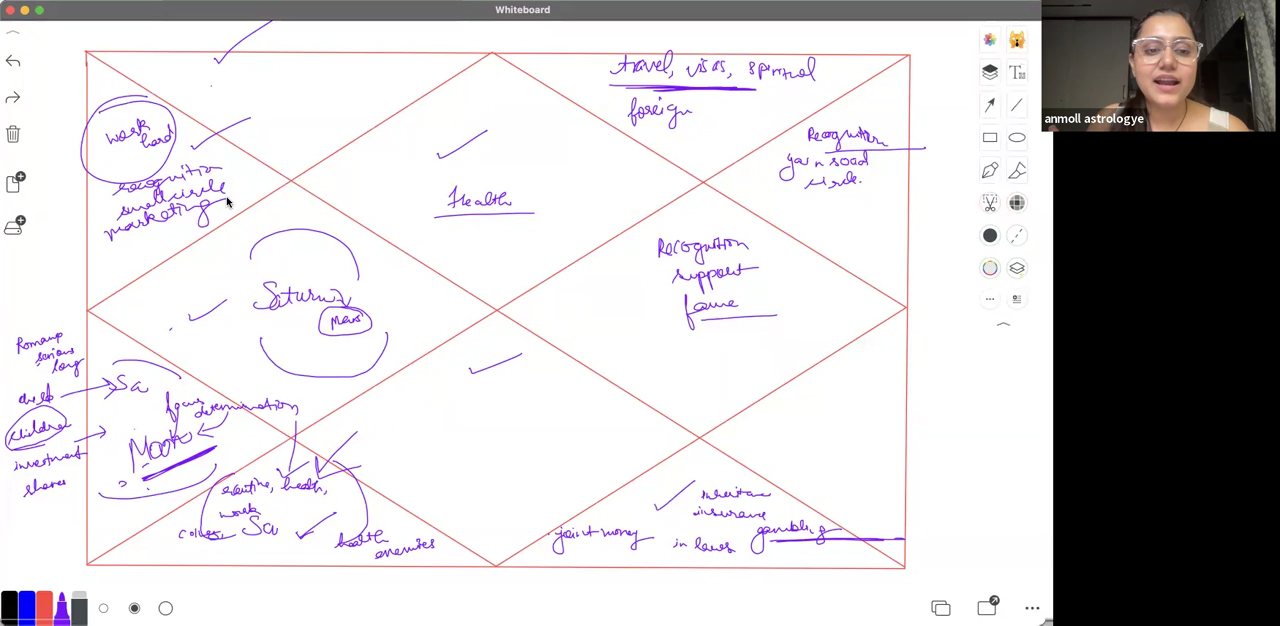 Whiteboard
anmoll astrologye
travel, visas, spiritual
foreign
work
hard
recognition
small circle
marketing
Recognition
gain social
circle.
Health
Recognition
support
fame
Saturn
Mars
Romance
serious
long
child
children
investment
shares
Sa
focus
determination
Moon
routine, health,
work
Sa
health
enemies
inheritance
insurance
joint money
in laws
gambling